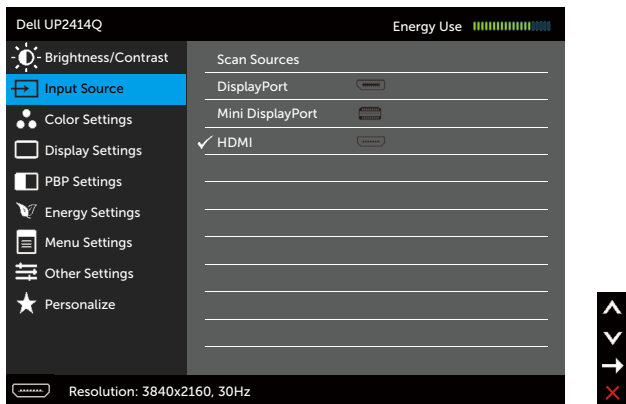 Dell UP2414Q
Energy Use
Brightness/Contrast
Input Source
Color Settings
Display Settings
PBP Settings
Energy Settings
Menu Settings
Other Settings
Personalize
Scan Sources
DisplayPort
Mini DisplayPort
HDMI
Resolution: 3840x2160, 30Hz